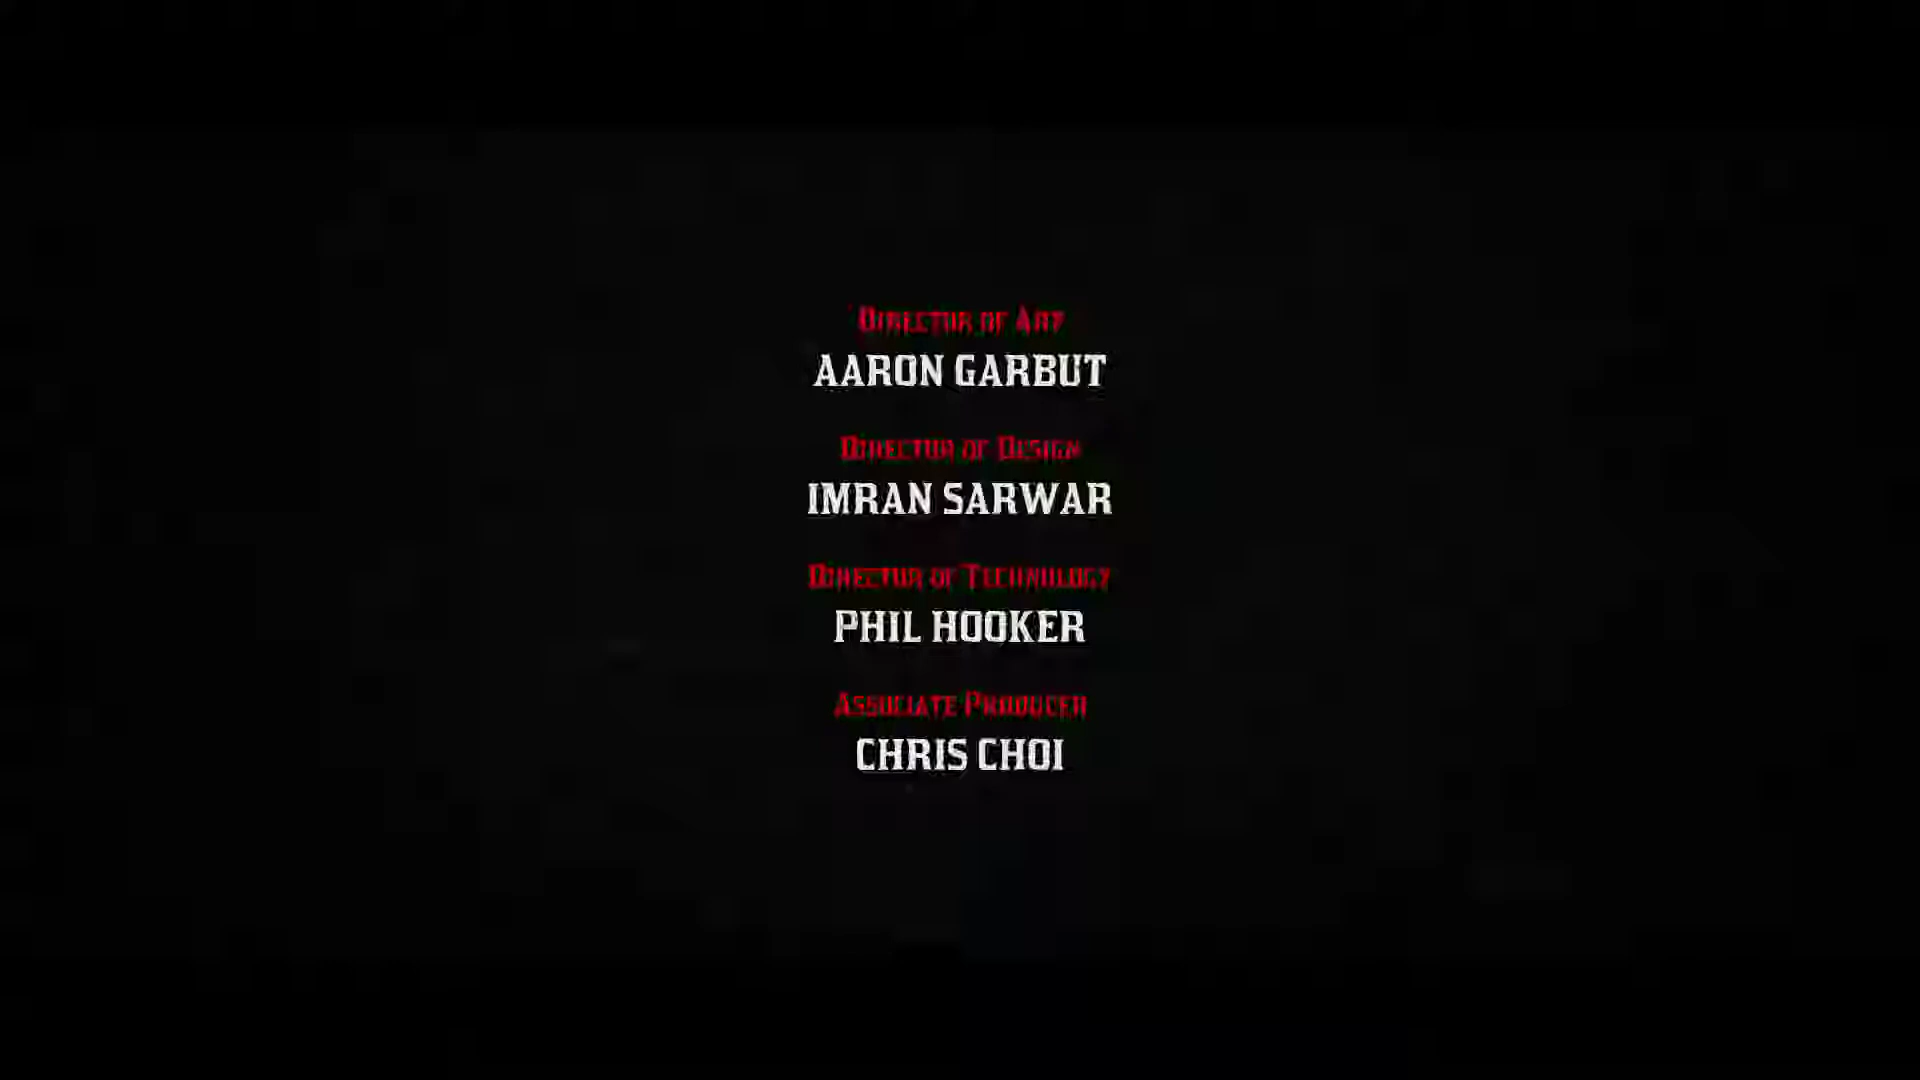 Director of Art
AARON GARBUT
Director of Design
IMRAN SARWAR
Director of Technology
PHIL HOOKER
Associate Producer
CHRIS CHOI